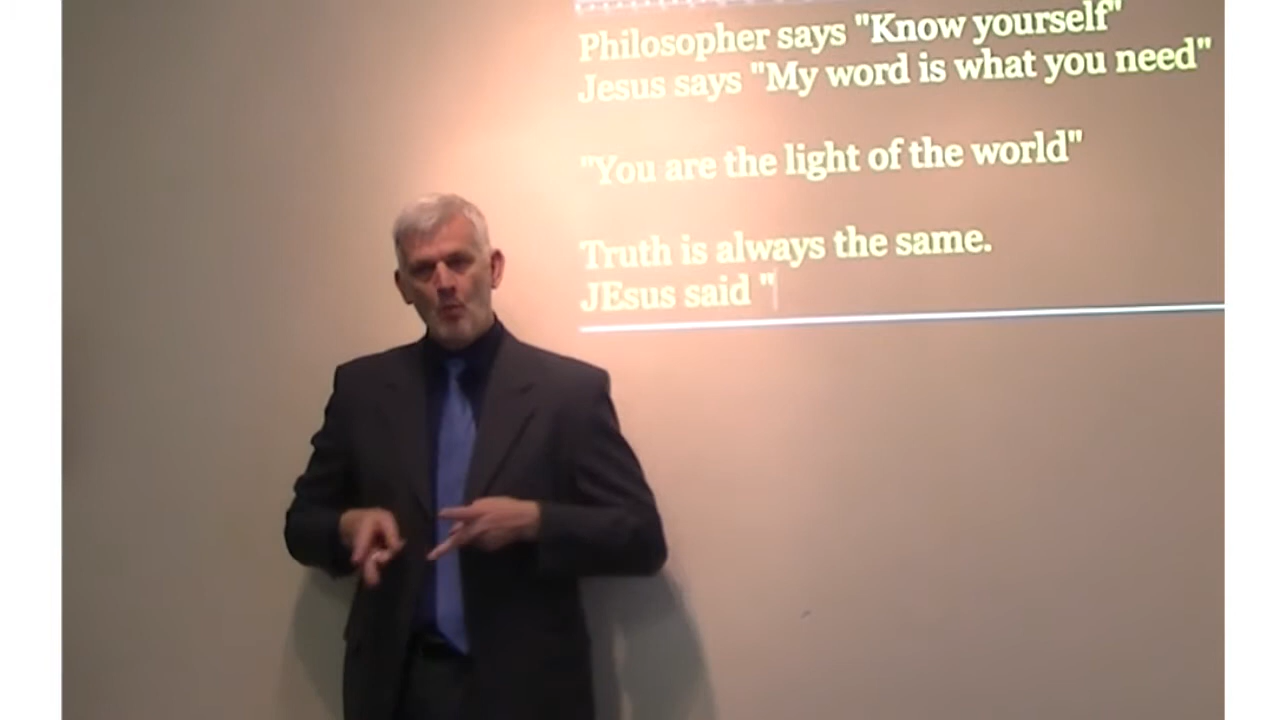 Philosopher says "Know yourself"
Jesus says "My word is what you need"
"You are the light of the world"
Truth is always the same.
JEsus said "